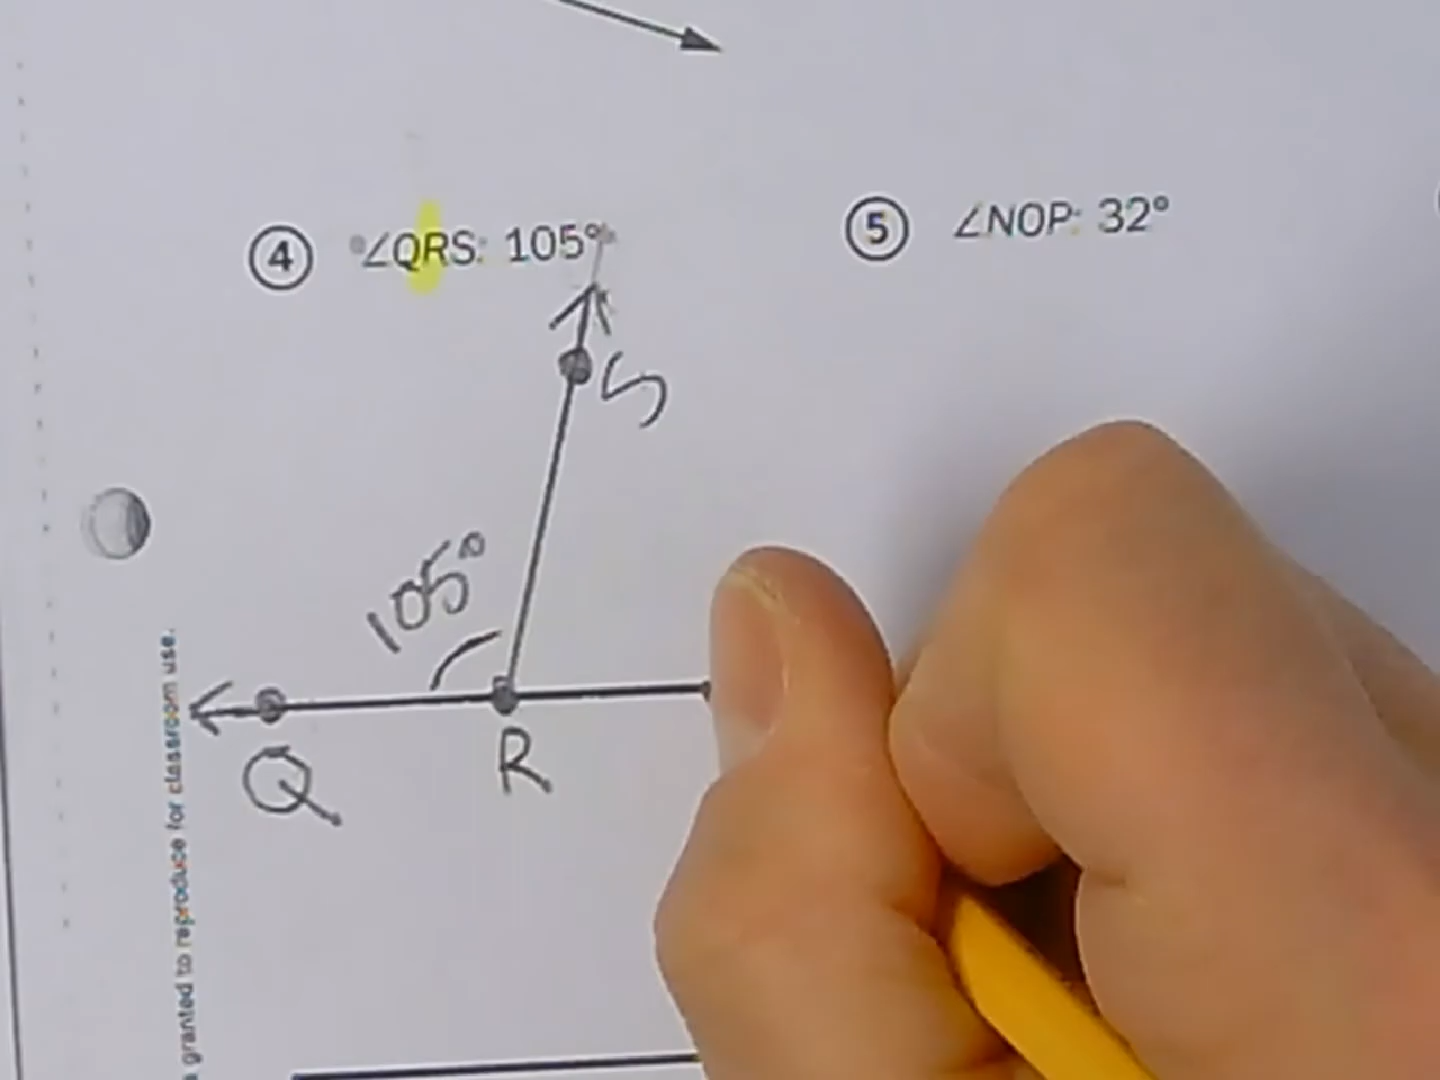 4 ∠QRS: 105°
5 ∠NOP: 32°
S
105°
Q
R
granted to reproduce for classroom use.